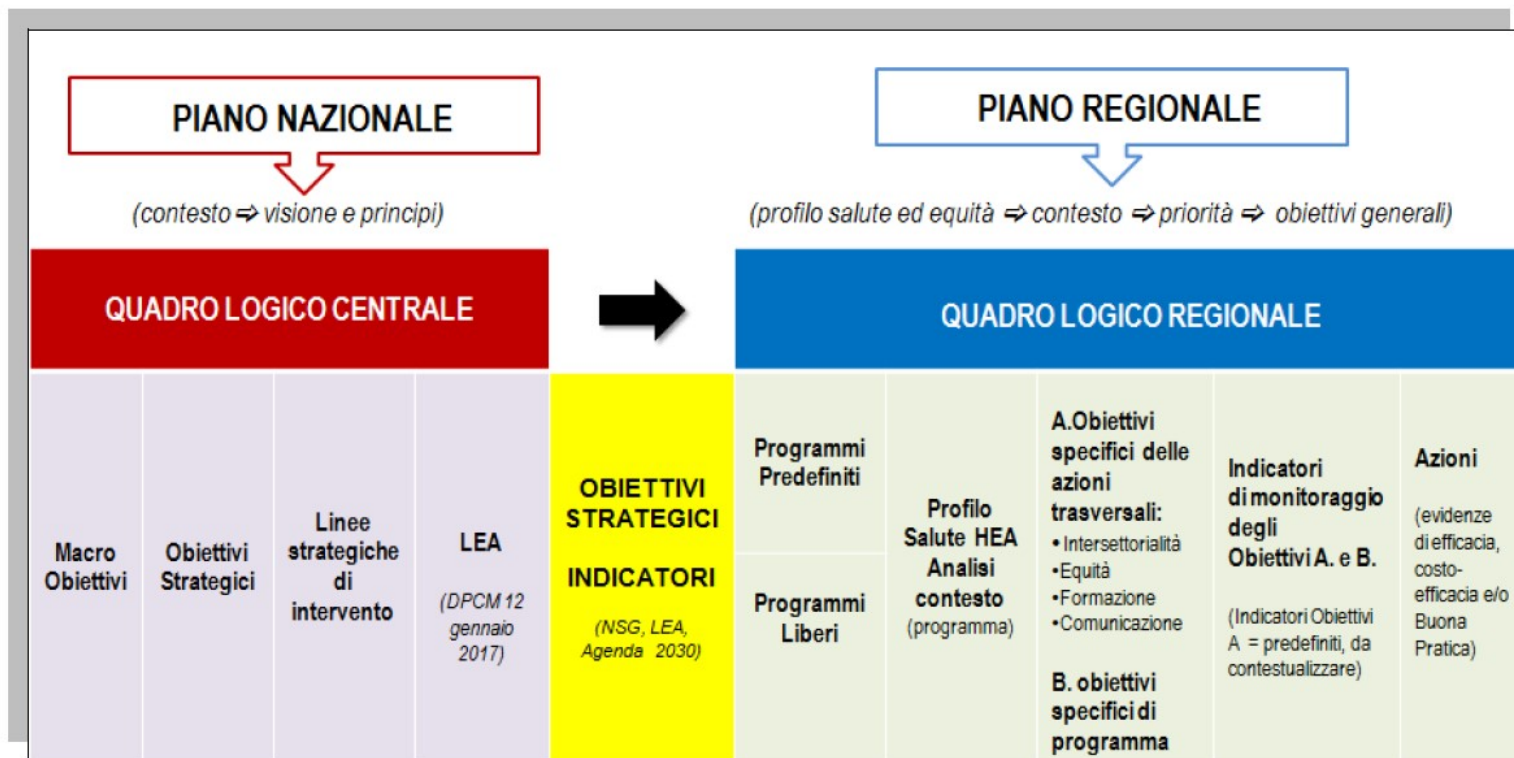 PIANO NAZIONALE
(contesto ⇨ visione e principi)
PIANO REGIONALE
(profilo salute ed equità ⇨ contesto ⇨ priorità ⇨ obiettivi generali)
QUADRO LOGICO CENTRALE
QUADRO LOGICO REGIONALE
Macro
Obiettivi
Obiettivi
Strategici
Linee
strategiche
di
intervento
LEA
(DPCM 12
gennaio
2017)
OBIETTIVI
STRATEGICI
INDICATORI
(NSG, LEA,
Agenda 2030)
Programmi
Predefiniti
Programmi
Liberi
Profilo
Salute HEA
Analisi
contesto
(programma)
A.Obiettivi
specifici delle
azioni
trasversali:
• Intersettorialità
•Equità
•Formazione
•Comunicazione
B. obiettivi
specifici di
programma
Indicatori
di monitoraggio
degli
Obiettivi A. e B.
(Indicatori Obiettivi
A = predefiniti, da
contestualizzare)
Azioni
(evidenze
di efficacia,
costo-
efficacia e/o
Buona
Pratica)